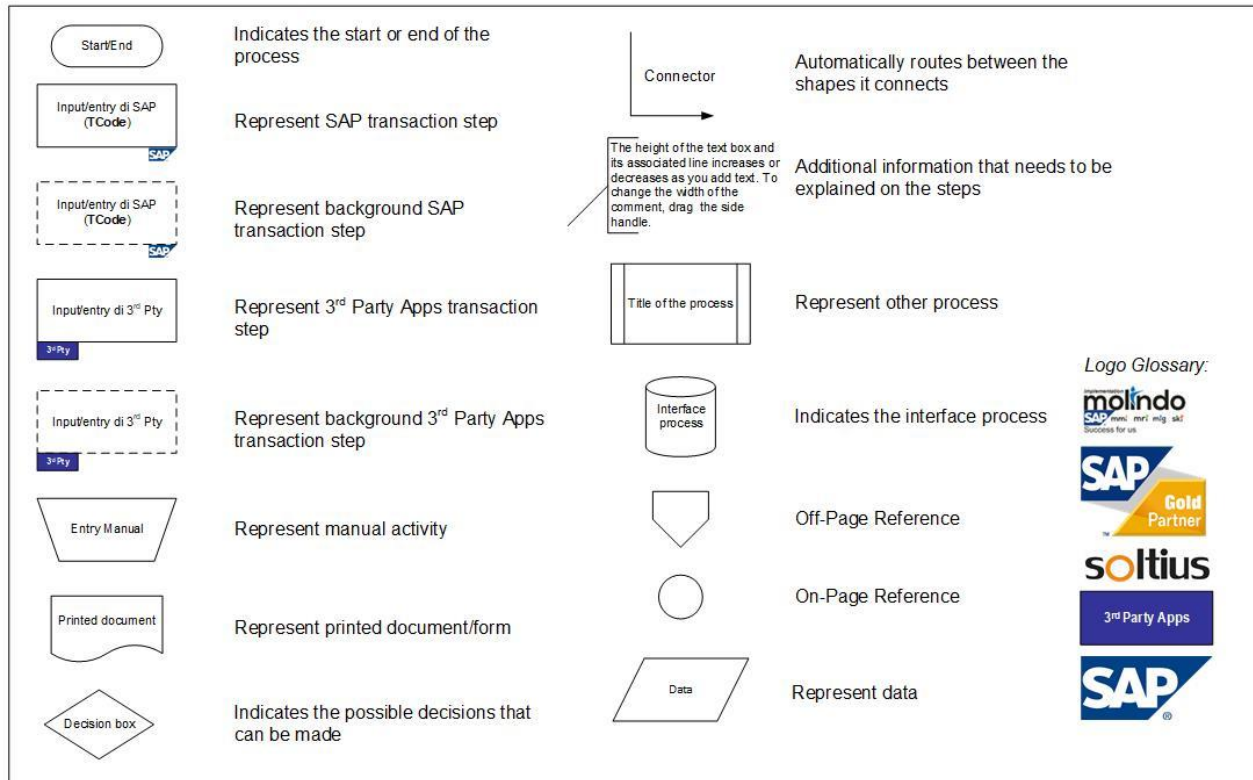 Start/End
Indicates the start or end of the
process
Input/entry di SAP
(TCode)
SAP
Represent SAP transaction step
Input/entry di SAP
(TCode)
SAP
Represent background SAP
transaction step
Input/entry di 3rd Pty
3rd Pty
Represent 3rd Party Apps transaction
step
Input/entry di 3rd Pty
3rd Pty
Represent background 3rd Party Apps
transaction step
Entry Manual
Represent manual activity
Printed document
Represent printed document/form
Decision box
Indicates the possible decisions that
can be made
Connector
Automatically routes between the
shapes it connects
The height of the text box and
its associated line increases or
decreases as you add text. To
change the width of the
comment, drag the side
handle.
Additional information that needs to be
explained on the steps
Title of the process
Represent other process
Interface
process
Indicates the interface process
Off-Page Reference
On-Page Reference
Data
Represent data
Logo Glossary:
Implementation
molindo
SAP mmi mri mlg ski
Success for us
SAP
Gold
Partner
TM
soltius
3rd Party Apps
SAP
®